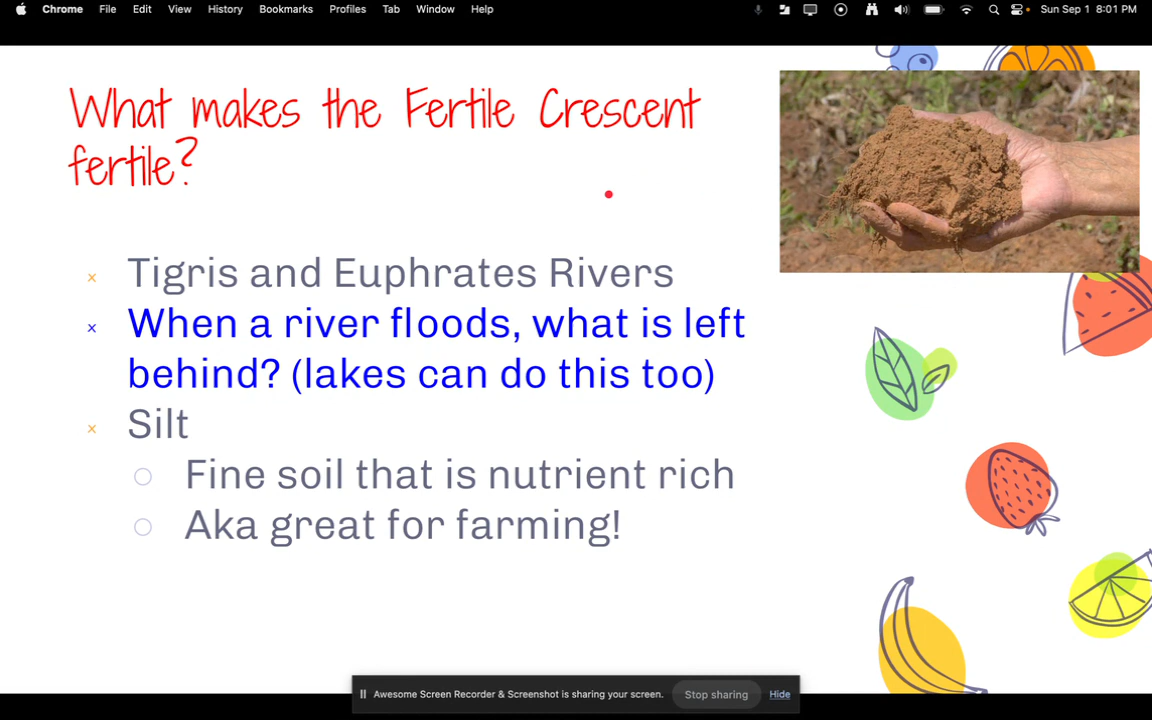 Chrome File Edit View History Bookmarks Profiles Tab Window Help Sun Sep 1 8:01 PM
What makes the Fertile Crescent
fertile?
Tigris and Euphrates Rivers
When a river floods, what is left
behind? (lakes can do this too)
Silt
Fine soil that is nutrient rich
Aka great for farming!
Awesome Screen Recorder & Screenshot is sharing your screen. Stop sharing Hide